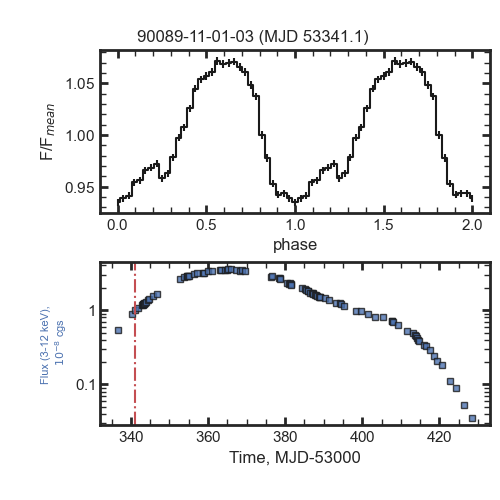 90089-11-01-03 (MJD 53341.1)
1.05
1.00
0.95
F/F_mean
0.0 0.5 1.0 1.5 2.0
phase
1
0.1
Flux (3-12 keV),
10⁻⁸ cgs
340 360 380 400 420
Time, MJD-53000